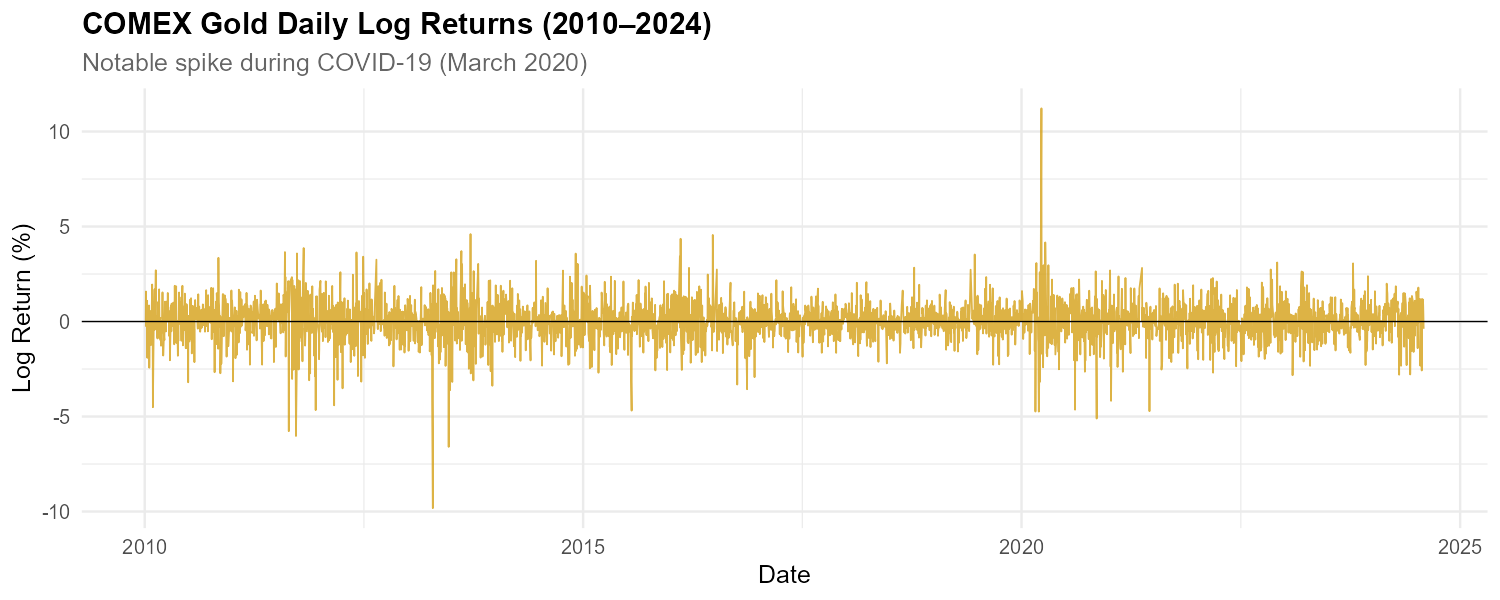 COMEX Gold Daily Log Returns (2010–2024)
Notable spike during COVID-19 (March 2020)
Log Return (%)
10
5
0
-5
-10
2010
2015
2020
2025
Date